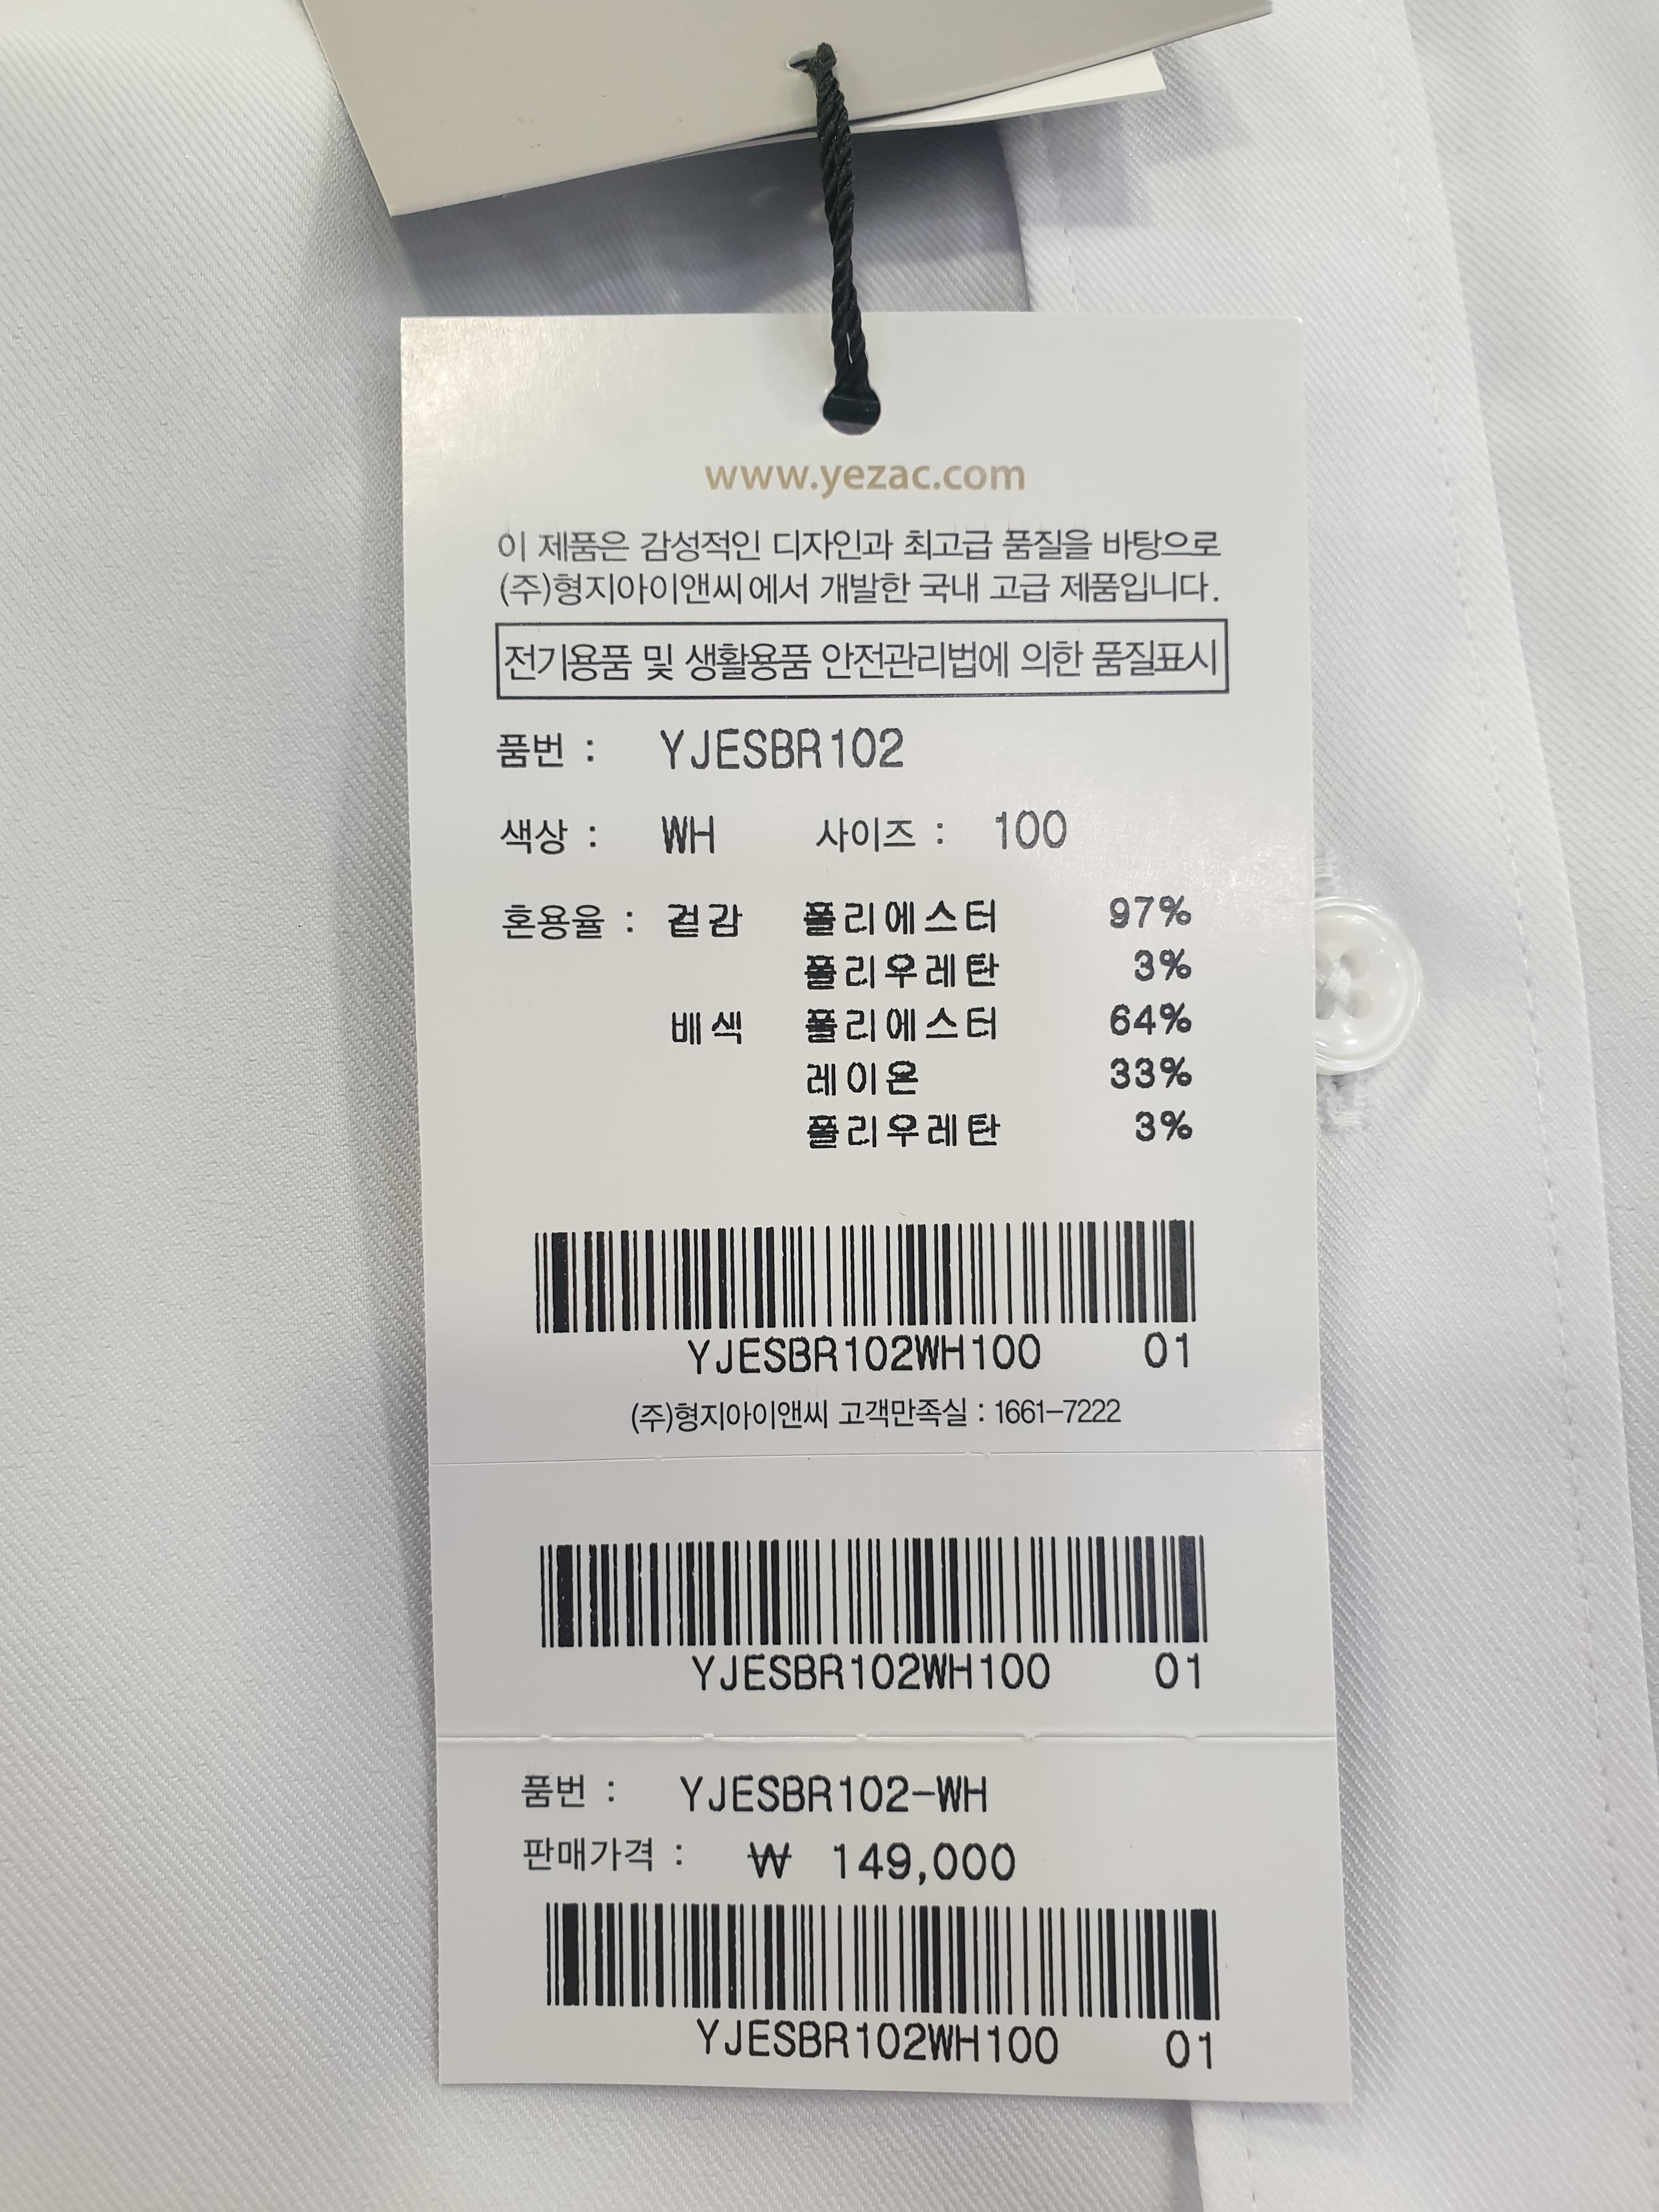 www.yezac.com
이 제품은 감성적인 디자인과 최고급 품질을 바탕으로
(주)형지아이앤씨에서 개발한 국내 고급 제품입니다.
전기용품 및 생활용품 안전관리법에 의한 품질표시
품번 : YJESBR102
색상 : WH 사이즈 : 100
혼용율 : 겉감 폴리에스터 97%
폴리우레탄 3%
배색 폴리에스터 64%
레이온 33%
폴리우레탄 3%
YJESBR102WH100 01
(주)형지아이앤씨 고객만족실 : 1661-7222
YJESBR102WH100 01
품번 : YJESBR102-WH
판매가격 : ₩ 149,000
YJESBR102WH100 01